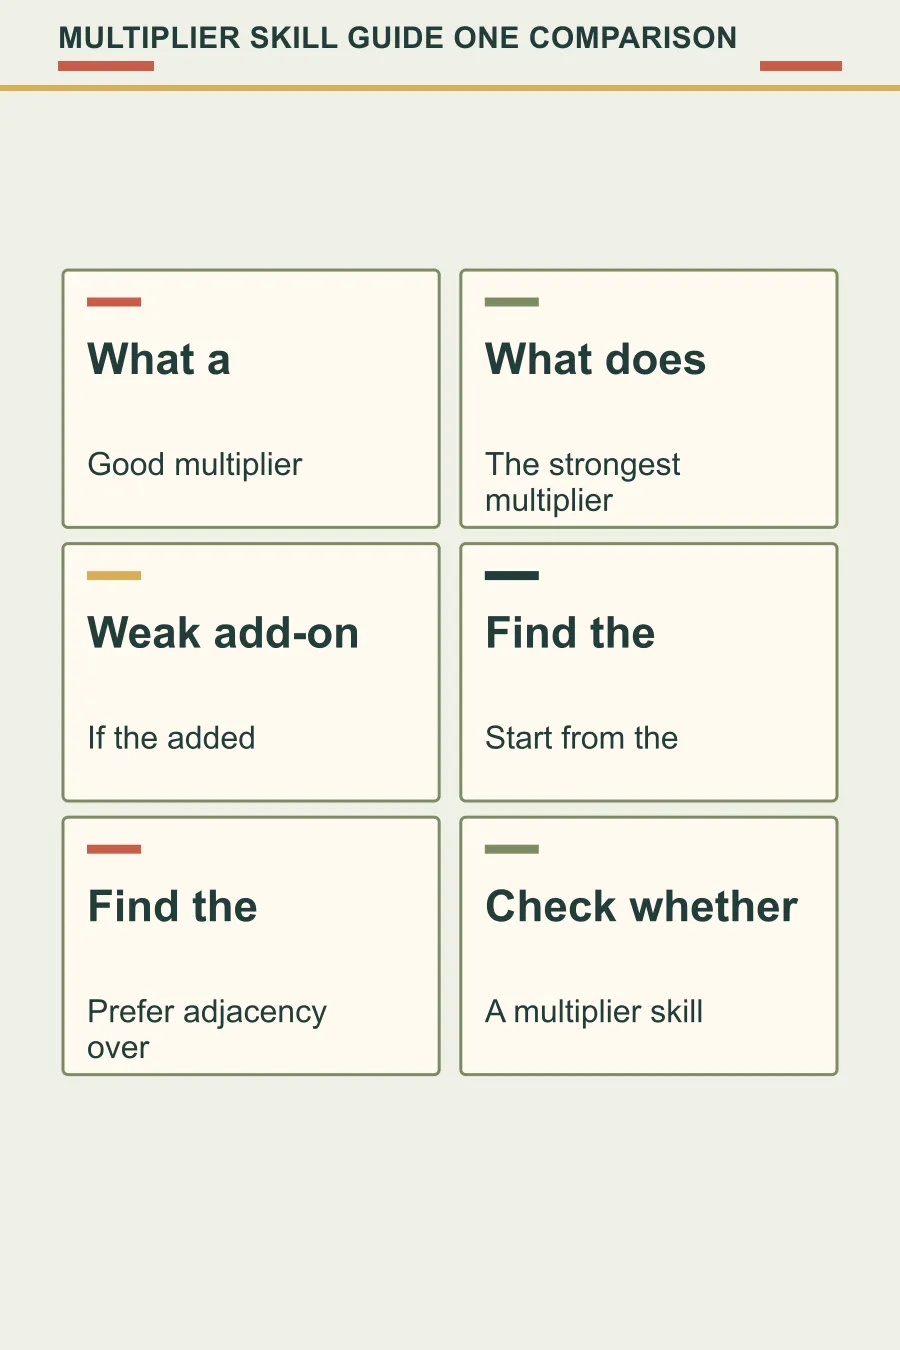 MULTIPLIER SKILL GUIDE ONE COMPARISON
What a
Good multiplier
What does
The strongest
multiplier
Weak add-on
If the added
Find the
Start from the
Find the
Prefer adjacency
over
Check whether
A multiplier skill